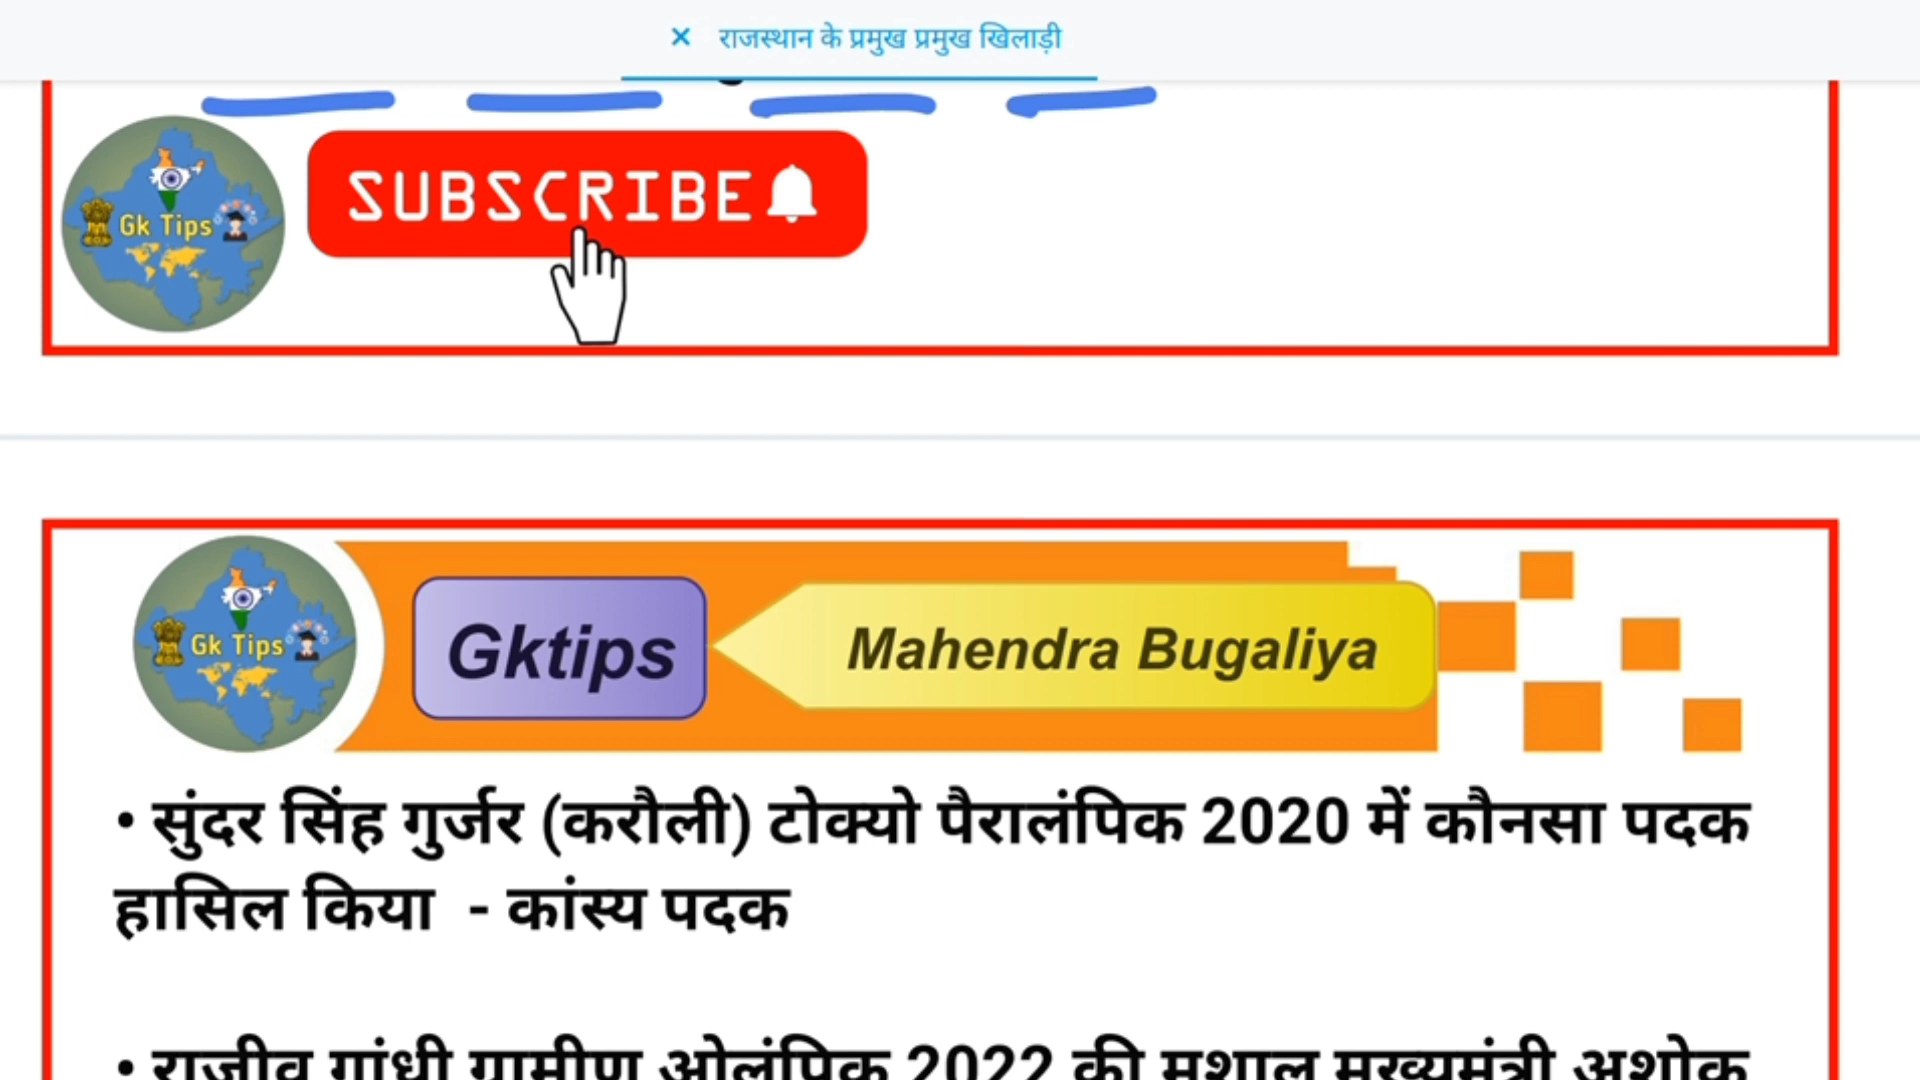 × राजस्थान के प्रमुख प्रमुख खिलाड़ी
Gk Tips
SUBSCRIBE
Gk Tips
Gktips
Mahendra Bugaliya
• सुंदर सिंह गुर्जर (करौली) टोक्यो पैरालंपिक 2020 में कौनसा पदक
हासिल किया - कांस्य पदक
• राजीव गांधी ग्रामीण ओलंपिक 2022 की मशाल मुख्यमंत्री अशोक